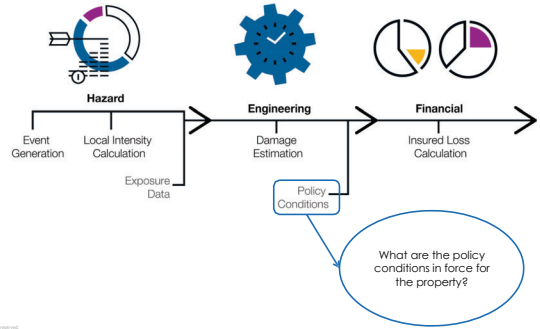 Hazard
Engineering
Financial
Event
Generation
Local Intensity
Calculation
Damage
Estimation
Insured Loss
Calculation
Exposure
Data
Policy
Conditions
What are the policy
conditions in force for
the property?